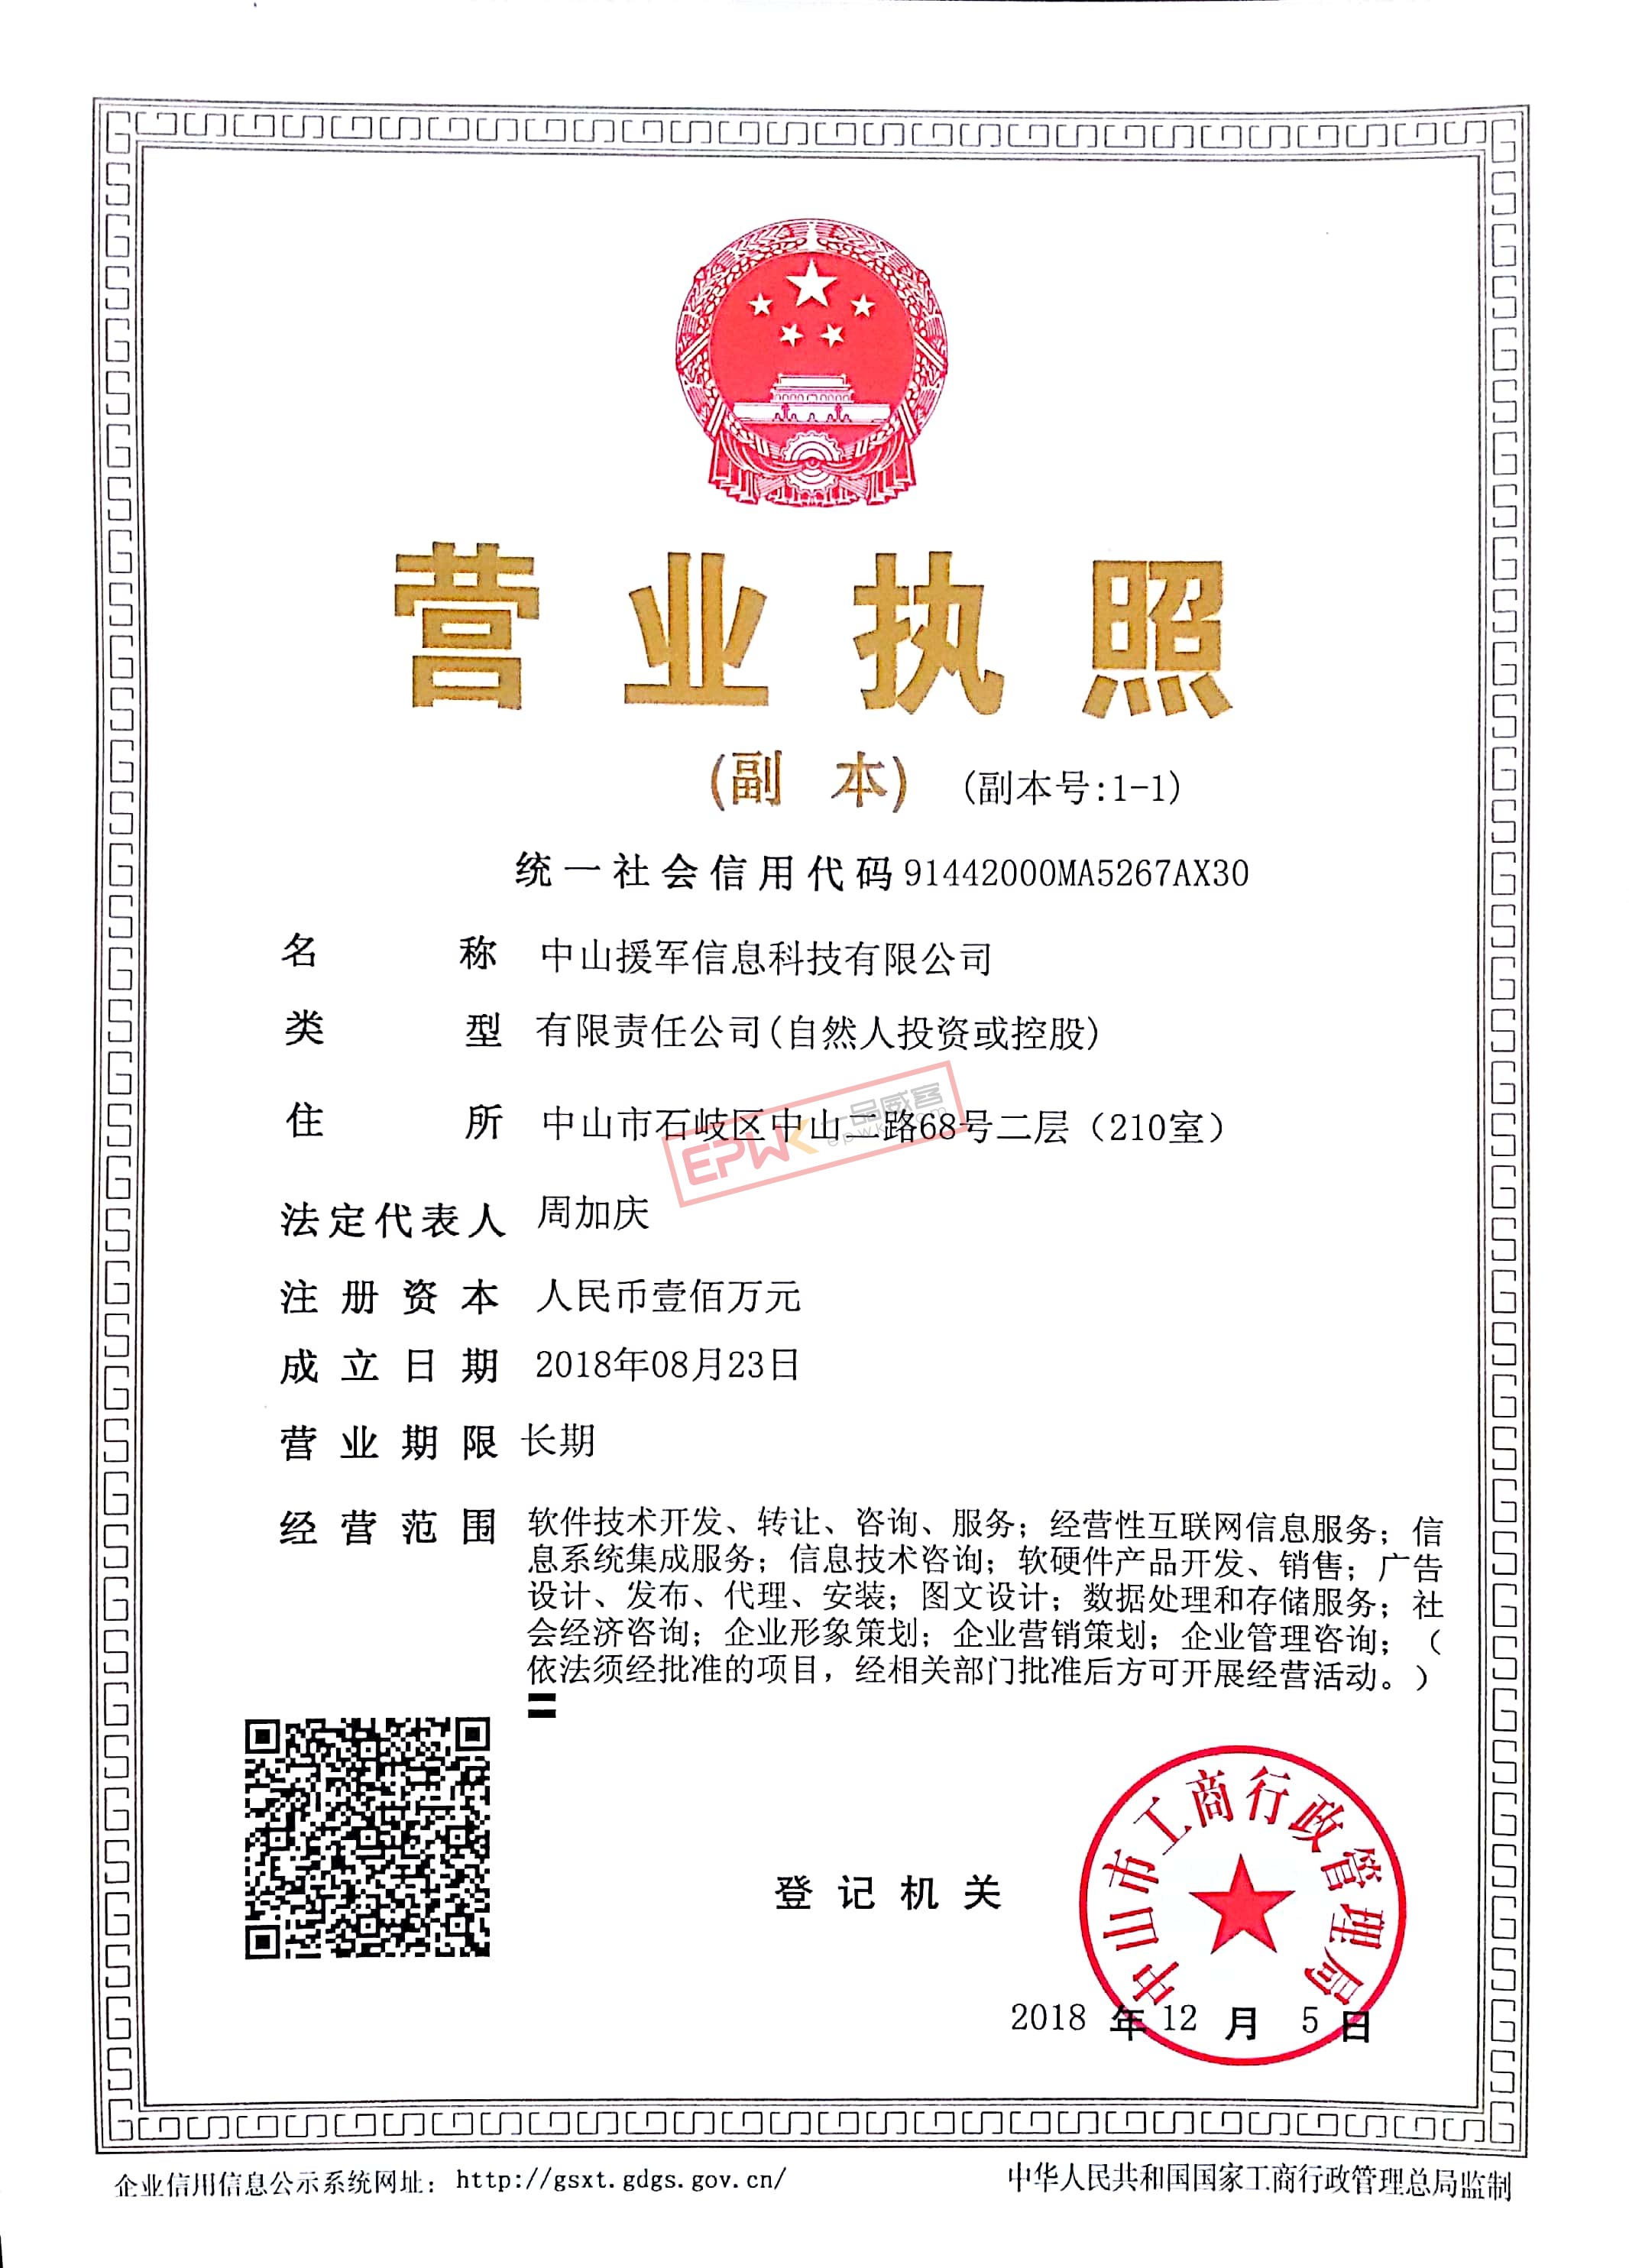 营业执照
(副 本) (副本号:1-1)
统一社会信用代码 91442000MA5267AX30
名 称 中山援军信息科技有限公司
类 型 有限责任公司(自然人投资或控股)
住 所 中山市石岐区中山二路68号二层（210室）
EPWK 一品威客
epwk.com
法定代表人 周加庆
注册资本 人民币壹佰万元
成立日期 2018年08月23日
营业期限 长期
经营范围 软件技术开发、转让、咨询、服务；经营性互联网信息服务；信
息系统集成服务；信息技术咨询；软硬件产品开发、销售；广告
设计、发布、代理、安装；图文设计；数据处理和存储服务；社
会经济咨询；企业形象策划；企业营销策划；企业管理咨询；（
依法须经批准的项目，经相关部门批准后方可开展经营活动。）
〓
中山市工商行政管理局
登记机关
2018 年 12 月 5 日
企业信用信息公示系统网址：http://gsxt.gdgs.gov.cn/
中华人民共和国国家工商行政管理总局监制